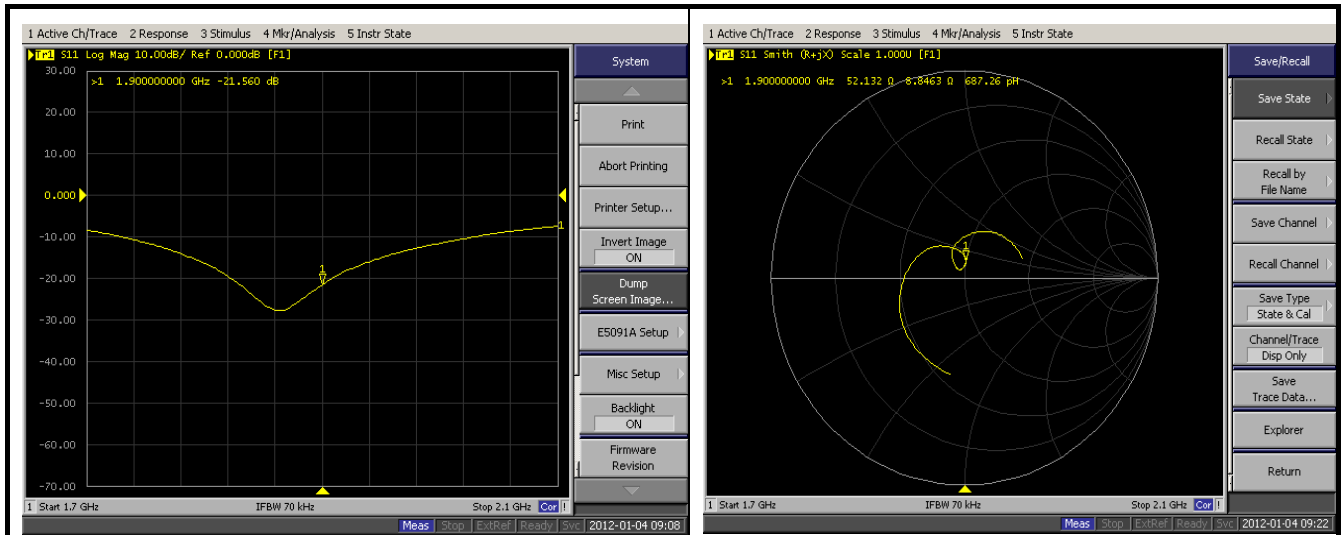 1 Active Ch/Trace 2 Response 3 Stimulus 4 Mkr/Analysis 5 Instr State
Tr1 S11 Log Mag 10.00dB/ Ref 0.000dB [F1]
>1 1.900000000 GHz -21.560 dB
30.00
20.00
10.00
0.000
-10.00
-20.00
-30.00
-40.00
-50.00
-60.00
-70.00
1
1
1 Start 1.7 GHz IFBW 70 kHz Stop 2.1 GHz Cor !
System
Print
Abort Printing
Printer Setup...
Invert Image
ON
Dump
Screen Image...
E5091A Setup
Misc Setup
Backlight
ON
Firmware
Revision
Meas Stop ExtRef Ready Svc 2012-01-04 09:08
1 Active Ch/Trace 2 Response 3 Stimulus 4 Mkr/Analysis 5 Instr State
Tr1 S11 Smith (R+jX) Scale 1.000U [F1]
>1 1.900000000 GHz 52.132 Ω 8.8463 Ω 687.26 pH
1
1 Start 1.7 GHz IFBW 70 kHz Stop 2.1 GHz Cor !
Save/Recall
Save State
Recall State
Recall by
File Name
Save Channel
Recall Channel
Save Type
State & Cal
Channel/Trace
Disp Only
Save
Trace Data...
Explorer
Return
Meas Stop ExtRef Ready Svc 2012-01-04 09:22